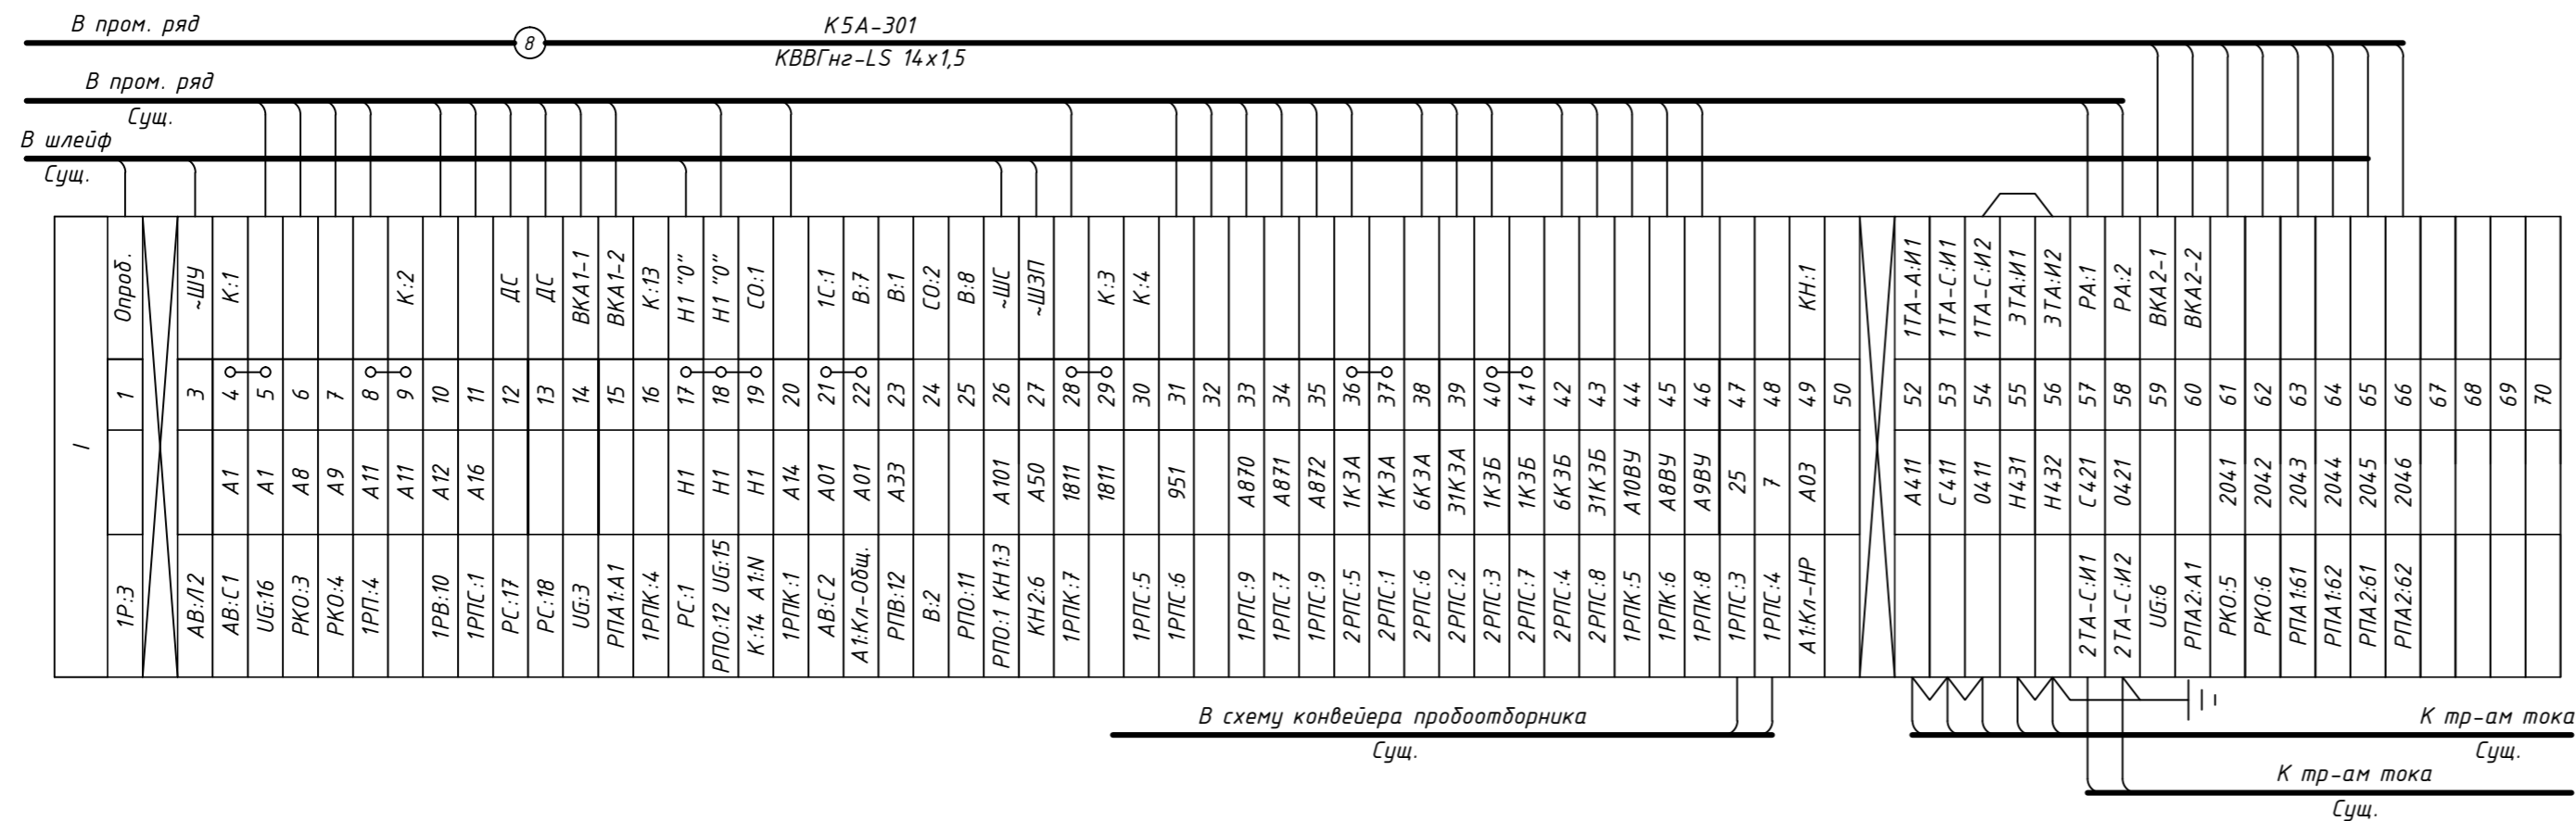 В пром. ряд
8
К5А-301
КВВГнг-LS 14х1,5
В пром. ряд
Сущ.
В шлейф
Сущ.
I
Опроб. ~ШУ К:1 К:2 ДС ДС ВКА1-1 ВКА1-2 К:13 Н1 "0" Н1 "0" СО:1 1С:1 В:7 В:1 СО:2 В:8 ~ШС ~ШЗП К:3 К:4 КН:1 1ТА-А:И1 1ТА-С:И1 1ТА-С:И2 3ТА:И1 3ТА:И2 РА:1 РА:2 ВКА2-1 ВКА2-2
1 3 4 5 6 7 8 9 10 11 12 13 14 15 16 17 18 19 20 21 22 23 24 25 26 27 28 29 30 31 32 33 34 35 36 37 38 39 40 41 42 43 44 45 46 47 48 49 50 52 53 54 55 56 57 58 59 60 61 62 63 64 65 66 67 68 69 70
А1 А1 А8 А9 А11 А11 А12 А16 Н1 Н1 Н1 А14 А01 А01 А33 А101 А50 1811 1811 951 А870 А871 А872 1КЗА 1КЗА 6КЗА 31КЗА 1КЗБ 1КЗБ 6КЗБ 31КЗБ А10ВУ А8ВУ А9ВУ 25 7 А03 А411 С411 0411 Н431 Н432 С421 0421 2041 2042 2043 2044 2045 2046
1Р:3 АВ:Л2 АВ:С1 UG:16 РКО:3 РКО:4 1РП:4 1РВ:10 1РПС:1 РС:17 РС:18 UG:3 РПА1:А1 1РПК:4 РС:1 РПО:12 UG:15 К:14 А1:N 1РПК:1 АВ:С2 А1:Кл-Общ. РПВ:12 В:2 РПО:11 РПО:1 КН1:3 КН2:6 1РПК:7 1РПС:5 1РПС:6 1РПС:9 1РПС:7 1РПС:9 2РПС:5 2РПС:1 2РПС:6 2РПС:2 2РПС:3 2РПС:7 2РПС:4 2РПС:8 1РПК:5 1РПК:6 1РПК:8 1РПС:3 1РПС:4 А1:Кл-НР 2ТА-С:И1 2ТА-С:И2 UG:6 РПА2:А1 РКО:5 РКО:6 РПА1:61 РПА1:62 РПА2:61 РПА2:62
В схему конвейера пробоотборника
Сущ.
К тр-ам тока
Сущ.
К тр-ам тока
Сущ.